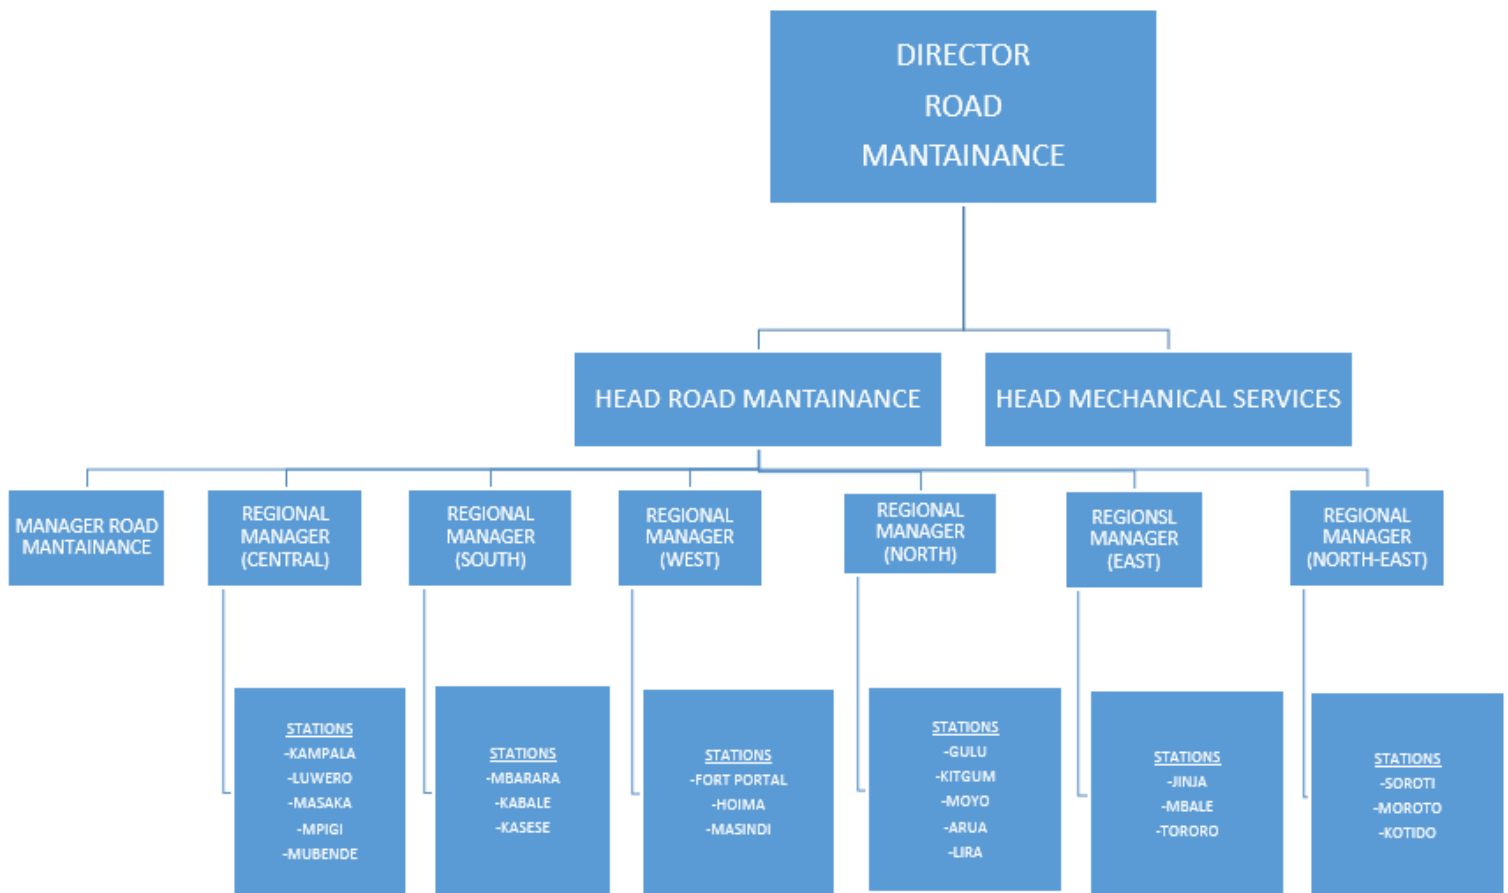 DIRECTOR
ROAD
MANTAINANCE
HEAD ROAD MANTAINANCE
HEAD MECHANICAL SERVICES
MANAGER ROAD
MANTAINANCE
REGIONAL
MANAGER
(CENTRAL)
REGIONAL
MANAGER
(SOUTH)
REGIONAL
MANAGER
(WEST)
REGIONAL
MANAGER
(NORTH)
REGIONSL
MANAGER
(EAST)
REGIONAL
MANAGER
(NORTH-EAST)
STATIONS
-KAMPALA
-LUWERO
-MASAKA
-MPIGI
-MUBENDE
STATIONS
-MBARARA
-KABALE
-KASESE
STATIONS
-FORT PORTAL
-HOIMA
-MASINDI
STATIONS
-GULU
-KITGUM
-MOYO
-ARUA
-LIRA
STATIONS
-JINJA
-MBALE
-TORORO
STATIONS
-SOROTI
-MOROTO
-KOTIDO